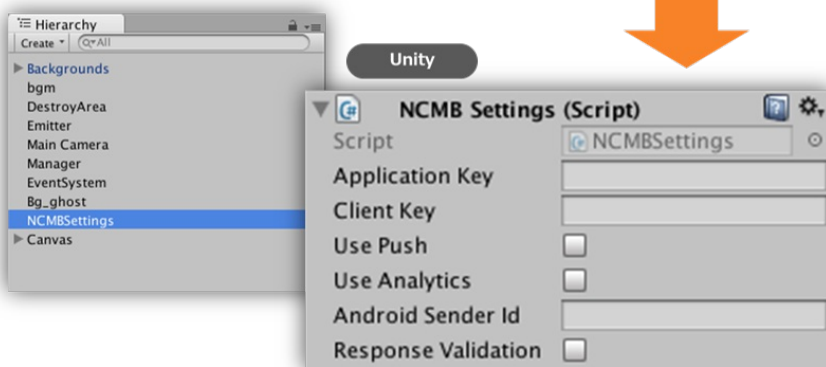 Hierarchy
Create
All
Backgrounds
bgm
DestroyArea
Emitter
Main Camera
Manager
EventSystem
Bg_ghost
NCMBSettings
Canvas
Unity
NCMB Settings (Script)
Script NCMBSettings
Application Key
Client Key
Use Push
Use Analytics
Android Sender Id
Response Validation